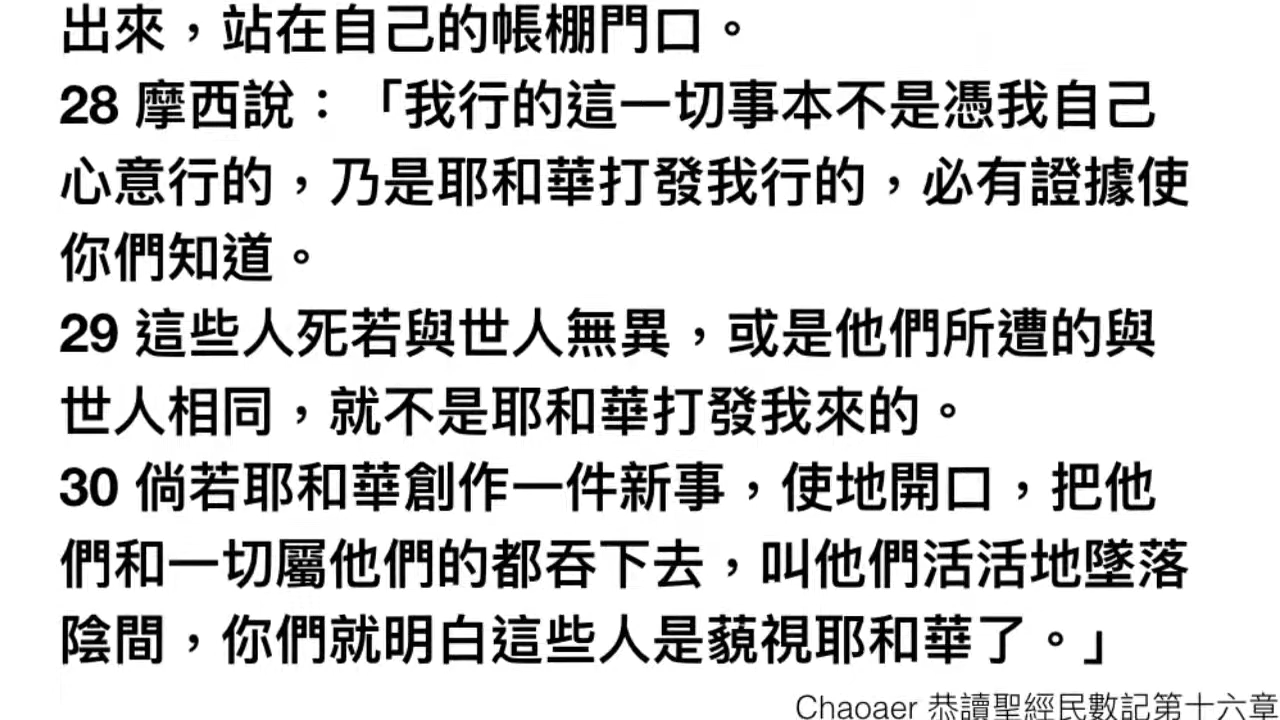 出來，站在自己的帳棚門口。
28 摩西說：「我行的這一切事本不是憑我自己
心意行的，乃是耶和華打發我行的，必有證據使
你們知道。
29 這些人死若與世人無異，或是他們所遭的與
世人相同，就不是耶和華打發我來的。
30 倘若耶和華創作一件新事，使地開口，把他
們和一切屬他們的都吞下去，叫他們活活地墜落
陰間，你們就明白這些人是藐視耶和華了。」
Chaoaer 恭讀聖經民數記第十六章